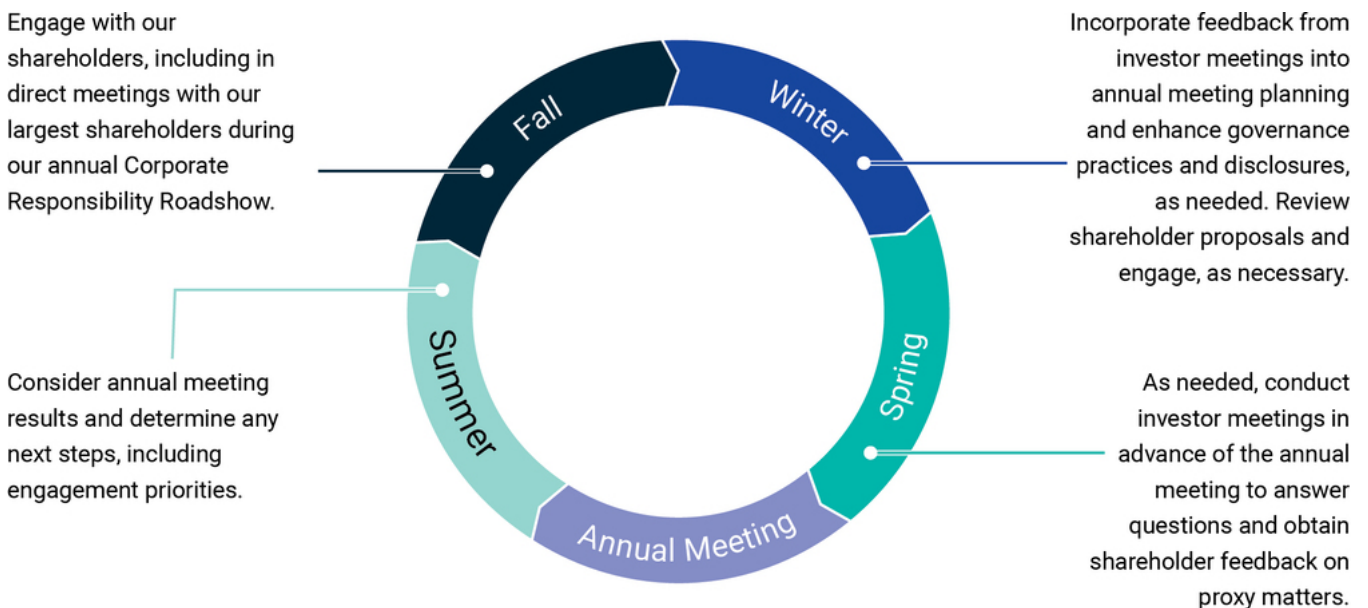 Engage with our
shareholders, including in
direct meetings with our
largest shareholders during
our annual Corporate
Responsibility Roadshow.
Fall
Winter
Incorporate feedback from
investor meetings into
annual meeting planning
and enhance governance
practices and disclosures,
as needed. Review
shareholder proposals and
engage, as necessary.
Summer
Consider annual meeting
results and determine any
next steps, including
engagement priorities.
Annual Meeting
Spring
As needed, conduct
investor meetings in
advance of the annual
meeting to answer
questions and obtain
shareholder feedback on
proxy matters.